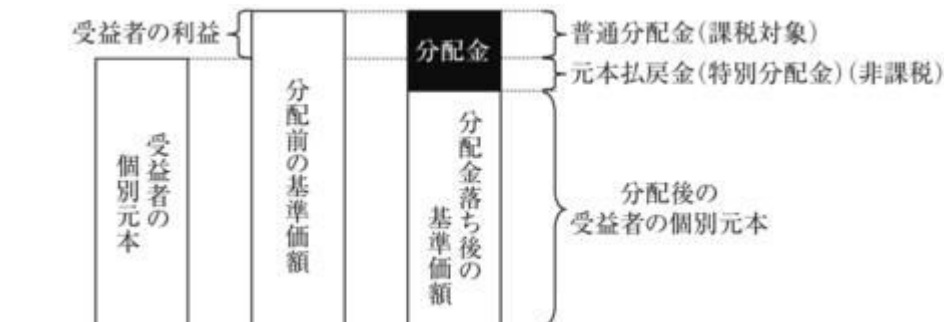 受益者の利益
分配金
普通分配金(課税対象)
元本払戻金(特別分配金)(非課税)
受益者の
個別元本
分配前の基準価額
分配金落ち後の
基準価額
分配後の
受益者の個別元本